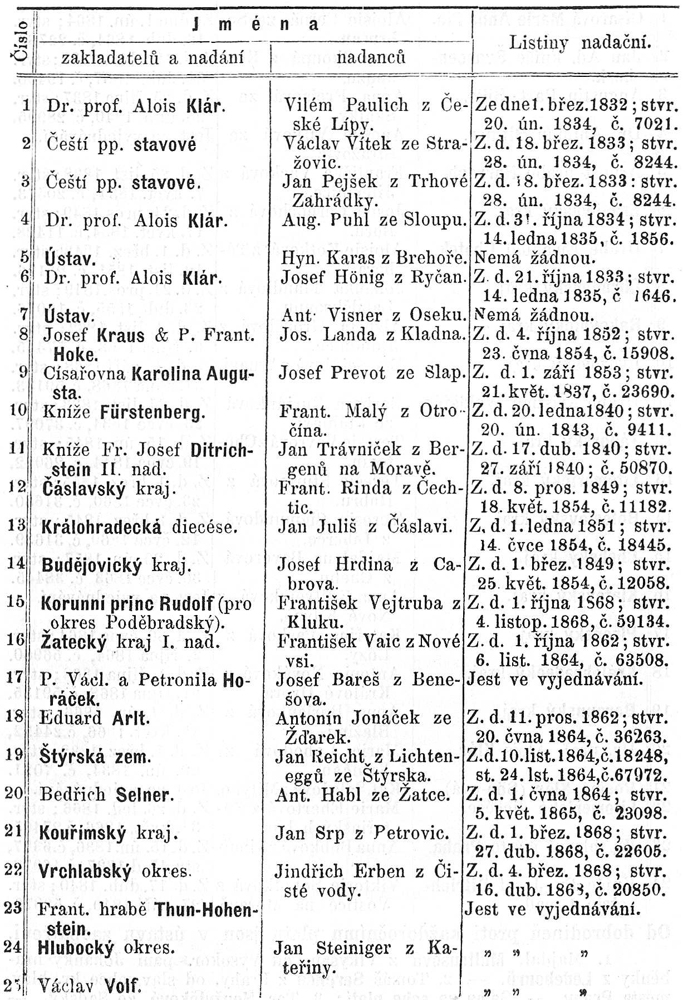 Číslo
Jména
zakladatelů a nadání
nadanců
Listiny nadační.
1 Dr. prof. Alois Klár. Vilém Paulich z Če- Ze dne 1. břez. 1832; stvr.
ské Lípy. 20. ún. 1834, č. 7021.
2 Čeští pp. stavové Václav Vítek ze Stra- Z. d. 18. břez. 1833; stvr.
žovic. 28. ún. 1834, č. 8244.
3 Čeští pp. stavové. Jan Pejšek z Trhové Z. d. 18. břez. 1833: stvr.
Zahrádky. 28. ún. 1834, č. 8244.
4 Dr. prof. Alois Klár. Aug. Puhl ze Sloupu. Z. d. 31. října 1834; stvr.
14. ledna 1835, č. 1856.
5 Ústav. Hyn. Karas z Brehoře. Nemá žádnou.
6 Dr. prof. Alois Klár. Josef Hönig z Ryčan. Z. d. 21. října 1833; stvr.
14. ledna 1835, č 1646.
7 Ústav. Ant. Visner z Oseku. Nemá žádnou.
8 Josef Kraus & P. Frant. Jos. Landa z Kladna. Z. d. 4. října 1852; stvr.
Hoke. 23. čvna 1854, č. 15908.
9 Císařovna Karolina Augu- Josef Prevot ze Slap. Z. d. 1. září 1853; stvr.
sta. 21. květ. 1837, č. 23690.
10 Kníže Fürstenberg. Frant. Malý z Otro- Z. d. 20. ledna 1840; stvr.
čína. 20. ún. 1843, č. 9411.
11 Kníže Fr. Josef Ditrich- Jan Trávniček z Ber- Z. d. 17. dub. 1840; stvr.
stein II. nad. genů na Moravě. 27. září 1840; č. 50870.
12 Čáslavský kraj. Frant. Rinda z Čech- Z. d. 8. pros. 1849; stvr.
tic. 18. květ. 1854, č. 11182.
13 Králohradecká diecése. Jan Juliš z Čáslavi. Z, d. 1. ledna 1851; stvr.
14. čvce 1854, č. 18445.
14 Budějovický kraj. Josef Hrdina z Ca- Z. d. 1. břez. 1849; stvr.
brova. 25. květ. 1854, č. 12058.
15 Korunní princ Rudolf (pro František Vejtruba z Z. d. 1. října 1868; stvr.
okres Poděbradský). Kluku. 4. listop. 1868, č. 59134.
16 Žatecký kraj I. nad. František Vaic z Nové Z. d. 1. října 1862; stvr.
vsi. 6. list. 1864, č. 63508.
17 P. Václ. a Petronila Ho- Josef Bareš z Bene- Jest ve vyjednávání.
ráček. šova.
18 Eduard Arlt. Antonín Jonáček ze Z. d. 11. pros. 1862; stvr.
Žďarek. 20. čvna 1864, č. 36263.
19 Štýrská zem. Jan Reicht z Lichten- Z. d. 10. list. 1864, č. 18248,
eggů ze Štýrska. st. 24. lst. 1864, č. 67972.
20 Bedřich Selner. Ant. Habl ze Žatce. Z. d. 1. čvna 1864; stvr.
5. květ. 1865, č. 23098.
21 Kouřímský kraj. Jan Srp z Petrovic. Z. d. 1. břez. 1868; stvr.
27. dub. 1868, č. 22605.
22 Vrchlabský okres. Jindřich Erben z Či- Z. d. 4. břez. 1868; stvr.
sté vody. 16. dub. 1868, č. 20850.
23 Frant. hrabě Thun-Hohen- Jest ve vyjednávání.
stein.
24 Hlubocký okres. Jan Steiniger z Ka- „ „ „
teřiny.
25 Václav Volf. „ „ „